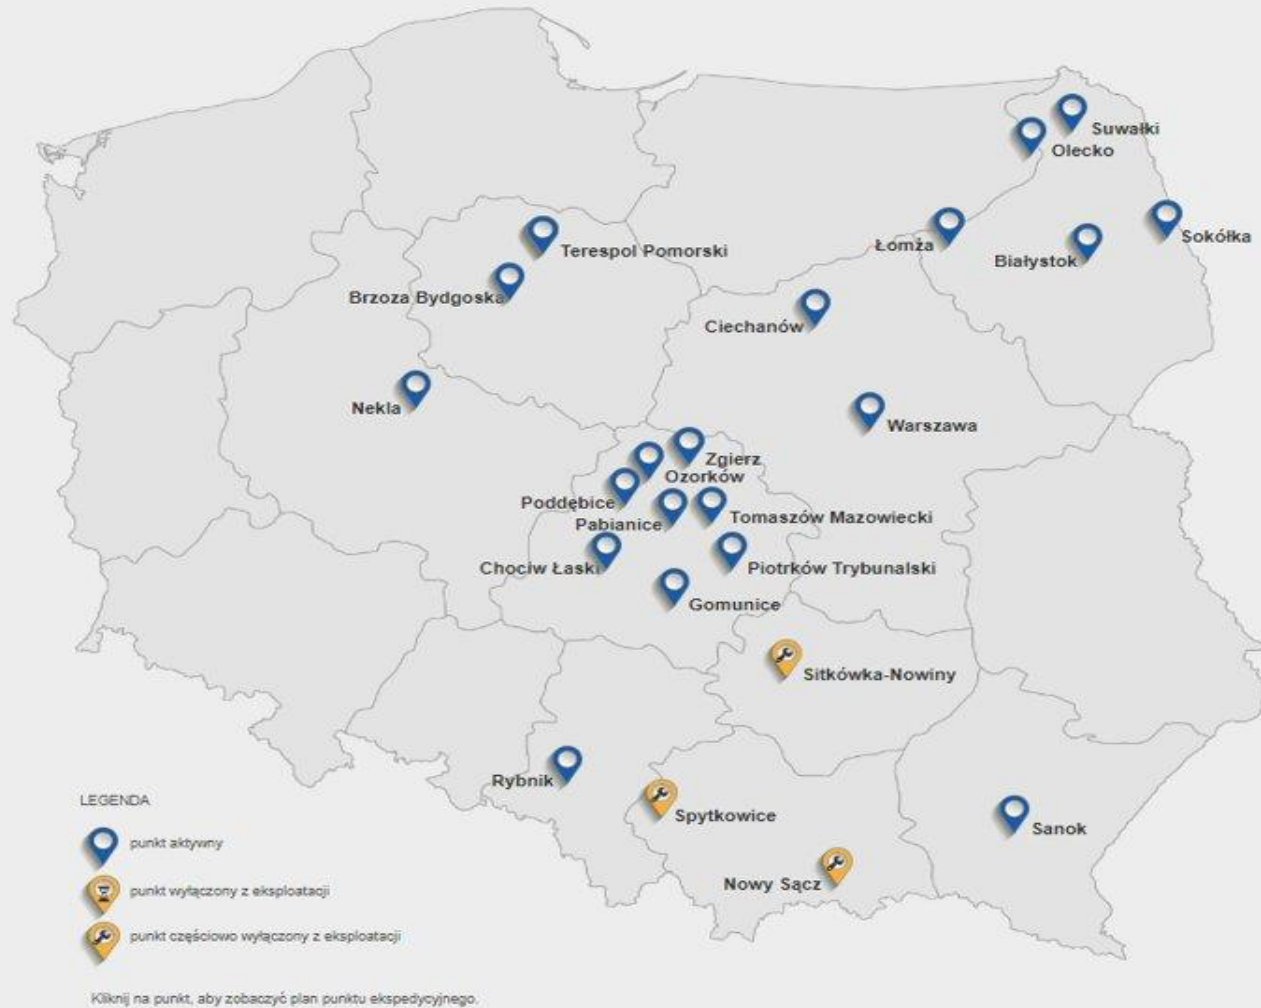 Suwałki
Olecko
Sokółka
Łomża
Białystok
Terespol Pomorski
Brzoza Bydgoska
Ciechanów
Nekla
Warszawa
Zgierz
Ozorków
Poddębice
Pabianice
Tomaszów Mazowiecki
Chociw Łaski
Piotrków Trybunalski
Gomunice
Sitkówka-Nowiny
Rybnik
Spytkowice
Sanok
Nowy Sącz
LEGENDA
punkt aktywny
punkt wyłączony z eksploatacji
punkt częściowo wyłączony z eksploatacji
Kliknij na punkt, aby zobaczyć plan punktu ekspedycyjnego.